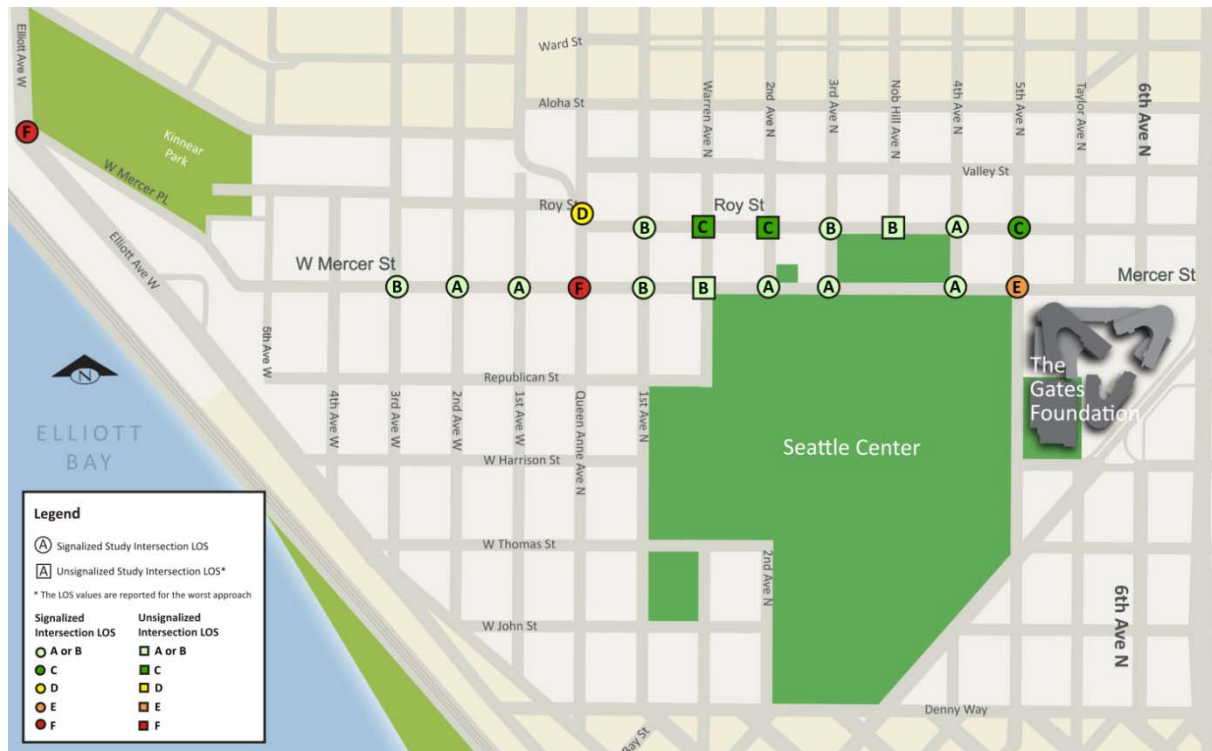 Elliott Ave W
Ward St
Warren Ave N
2nd Ave N
3rd Ave N
Nob Hill Ave N
4th Ave N
5th Ave N
Taylor Ave N
6th Ave N
Aloha St
F
Kinnear
Park
W Mercer PL
Valley St
Roy St
D
Roy St
B
C
C
B
B
A
C
Elliott Ave W
W Mercer St
Mercer St
B
A
A
F
B
B
A
A
A
E
5th Ave W
N
Republican St
The
Gates
Foundation
4th Ave W
3rd Ave W
2nd Ave W
1st Ave W
Queen Anne Ave N
1st Ave N
ELLIOTT
BAY
W Harrison St
Seattle Center
Legend
A Signalized Study Intersection LOS
A Unsignalized Study Intersection LOS*
* The LOS values are reported for the worst approach
Signalized
Intersection LOS
A or B
C
D
E
F
Unsignalized
Intersection LOS
A or B
C
D
E
F
W Thomas St
2nd Ave N
6th Ave N
W John St
Denny Way
Bay St